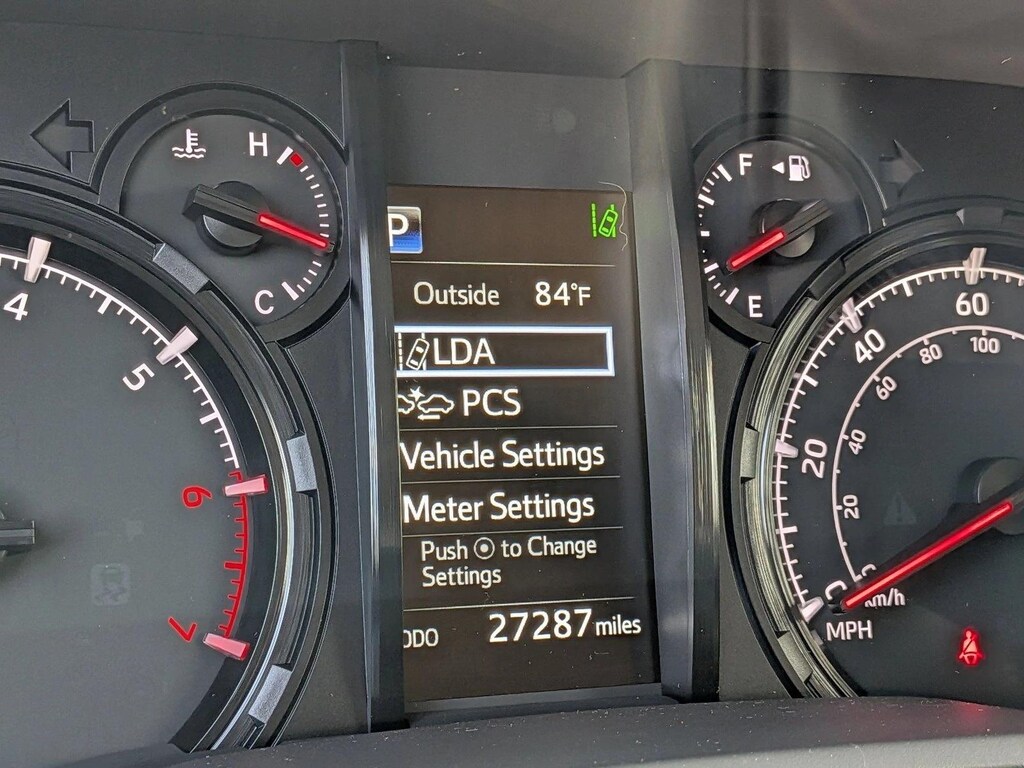 H
C
4
5
6
7
P
Outside 84°F
LDA
PCS
Vehicle Settings
Meter Settings
Push to Change
Settings
ODO 27287 miles
F
E
60
40
20
0
100
80
60
40
20
km/h
MPH